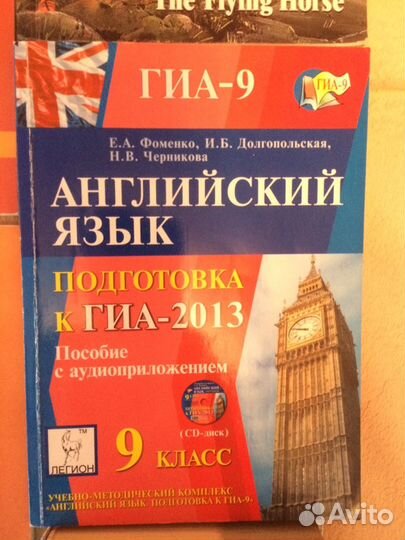 The Flying Horse
ГИА-9
ГИА-9
Е.А. Фоменко, И.Б. Долгопольская,
Н.В. Черникова
АНГЛИЙСКИЙ
ЯЗЫК
ПОДГОТОВКА
К ГИА-2013
Пособие
с аудиоприложением
(CD-диск)
TM
ЛЕГИОН
9 КЛАСС
УЧЕБНО-МЕТОДИЧЕСКИЙ КОМПЛЕКС
«АНГЛИЙСКИЙ ЯЗЫК. ПОДГОТОВКА К ГИА-9»
Avito